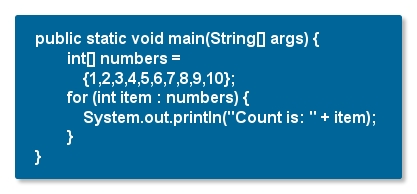 public static void main(String[] args) {
int[] numbers =
{1,2,3,4,5,6,7,8,9,10};
for (int item : numbers) {
System.out.println("Count is: " + item);
}
}